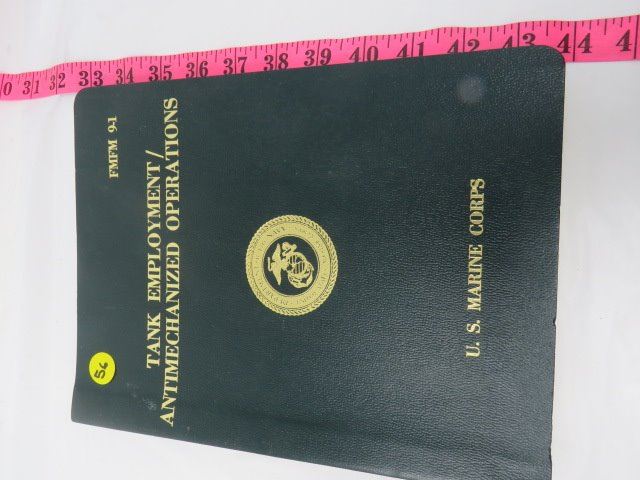 FMFM 9-1
TANK EMPLOYMENT/
ANTIMECHANIZED OPERATIONS
U. S. MARINE CORPS
56
0 31 32 33 34 35 36 37 38 39 40 41 42 43 44 4